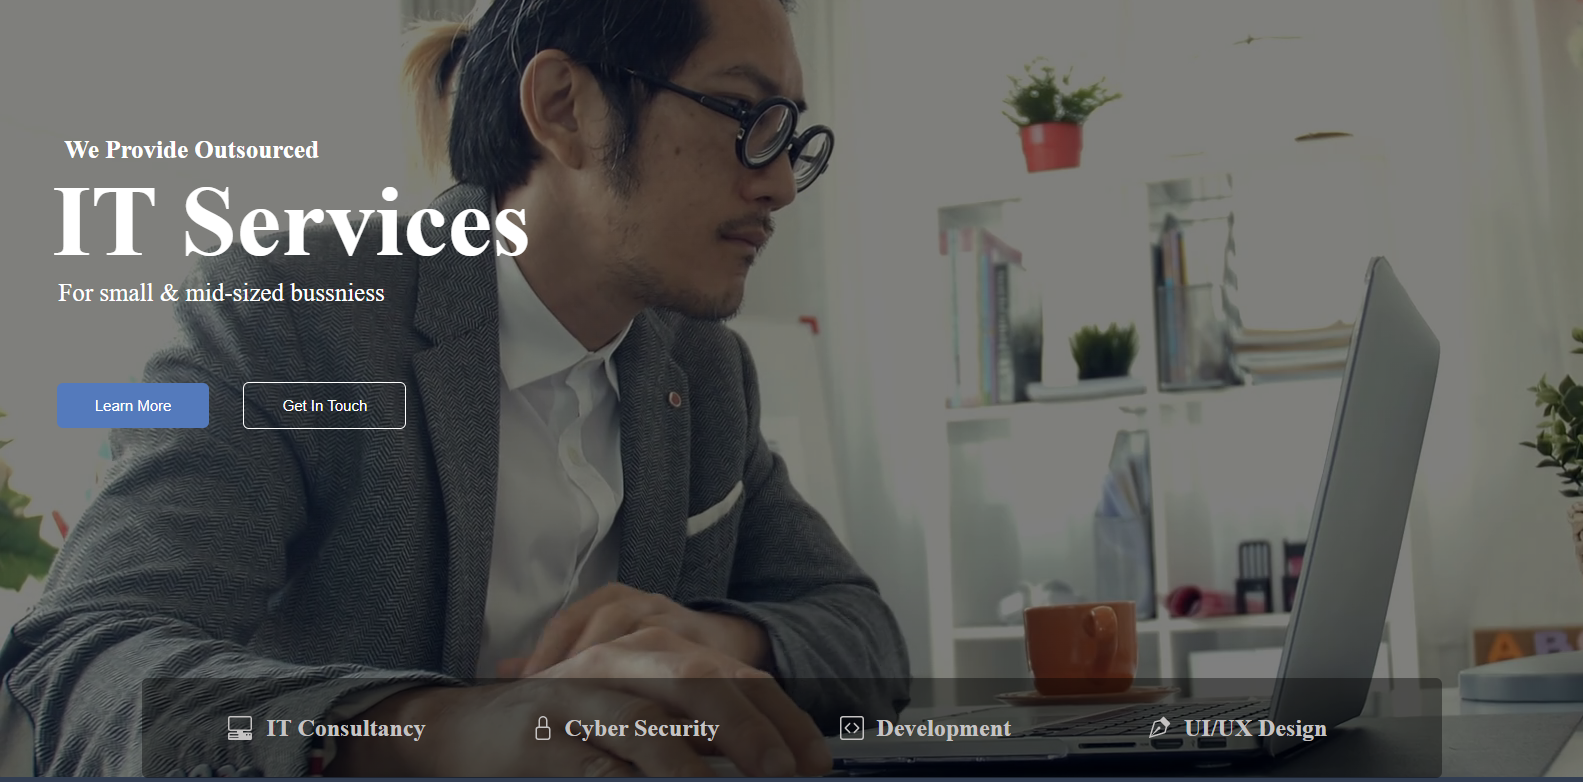 We Provide Outsourced
IT Services
For small & mid-sized bussniess
Learn More
Get In Touch
IT Consultancy
Cyber Security
Development
UI/UX Design
AB